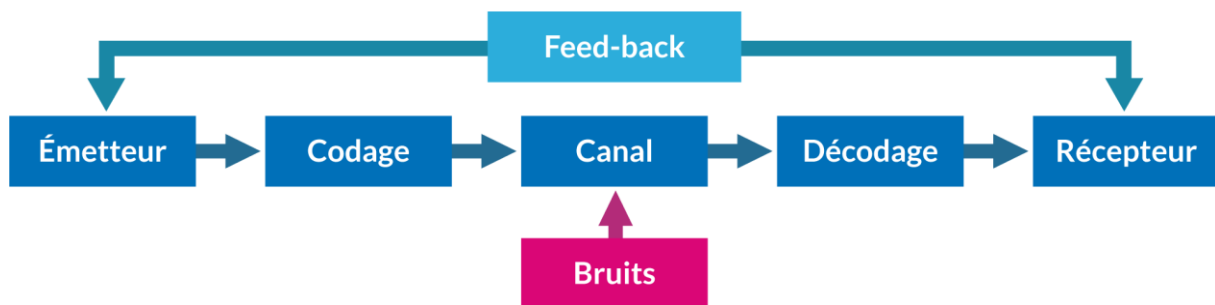 Feed-back
Émetteur
Codage
Canal
Décodage
Récepteur
Bruits